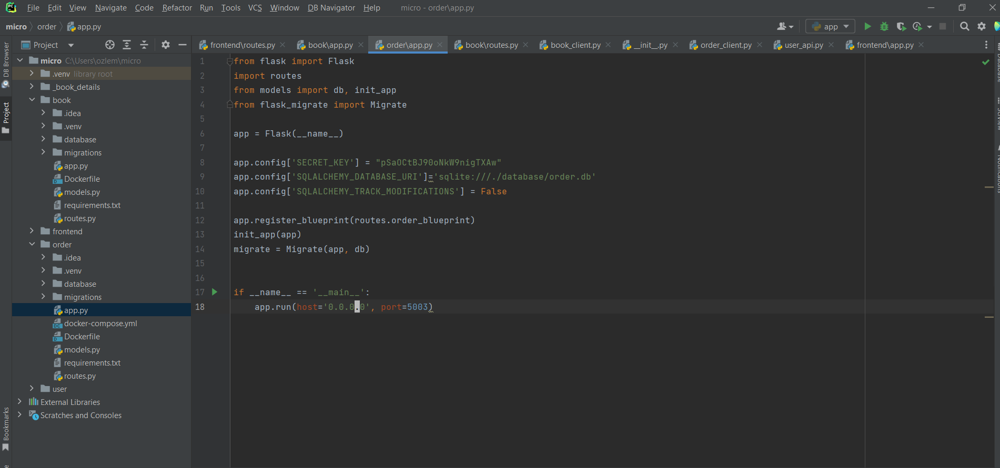 PC File Edit View Navigate Code Refactor Run Tools VCS Window DB Navigator Help micro - order\app.py
micro order app.py app
DB Browser
Project
Bookmarks
Project
micro C:\Users\ozlem\micro
.venv library root
_book_details
book
.idea
.venv
database
migrations
app.py
Dockerfile
models.py
requirements.txt
routes.py
frontend
order
.idea
.venv
database
migrations
app.py
docker-compose.yml
Dockerfile
models.py
requirements.txt
routes.py
user
External Libraries
Scratches and Consoles
frontend\routes.py book\app.py order\app.py book\routes.py book_client.py __init__.py order_client.py user_api.py frontend\app.py
1 from flask import Flask
2 import routes
3 from models import db, init_app
4 from flask_migrate import Migrate
5
6 app = Flask(__name__)
7
8 app.config['SECRET_KEY'] = "pSaOCtBJ90oNkW9nigTXAw"
9 app.config['SQLALCHEMY_DATABASE_URI']='sqlite:///./database/order.db'
10 app.config['SQLALCHEMY_TRACK_MODIFICATIONS'] = False
11
12 app.register_blueprint(routes.order_blueprint)
13 init_app(app)
14 migrate = Migrate(app, db)
15
16
17 if __name__ == '__main__':
18 app.run(host='0.0.0.0', port=5003)